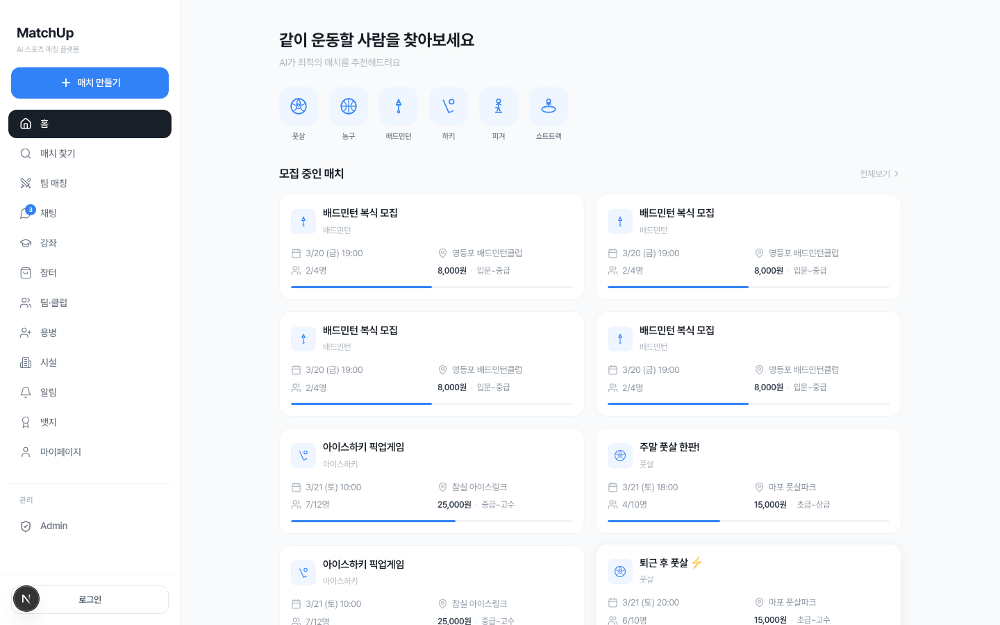 MatchUp
AI 스포츠 매칭 플랫폼
매치 만들기
홈
매치 찾기
팀 매칭
3
채팅
강좌
장터
팀·클럽
용병
시설
알림
뱃지
마이페이지
관리
Admin
N
로그인
같이 운동할 사람을 찾아보세요
AI가 최적의 매치를 추천해드려요
풋살
농구
배드민턴
하키
피겨
쇼트트랙
모집 중인 매치
전체보기
배드민턴 복식 모집
배드민턴
3/20 (금) 19:00
영등포 배드민턴클럽
2/4명
8,000원 · 입문~중급
배드민턴 복식 모집
배드민턴
3/20 (금) 19:00
영등포 배드민턴클럽
2/4명
8,000원 · 입문~중급
배드민턴 복식 모집
배드민턴
3/20 (금) 19:00
영등포 배드민턴클럽
2/4명
8,000원 · 입문~중급
배드민턴 복식 모집
배드민턴
3/20 (금) 19:00
영등포 배드민턴클럽
2/4명
8,000원 · 입문~중급
아이스하키 픽업게임
아이스하키
3/21 (토) 10:00
잠실 아이스링크
7/12명
25,000원 · 중급~고수
주말 풋살 한판!
풋살
3/21 (토) 18:00
마포 풋살파크
4/10명
15,000원 · 초급~상급
아이스하키 픽업게임
아이스하키
3/21 (토) 10:00
잠실 아이스링크
7/12명
25,000원 · 중급~고수
퇴근 후 풋살 ⚡
풋살
3/21 (토) 20:00
마포 풋살파크
6/10명
15,000원 · 초급~고수